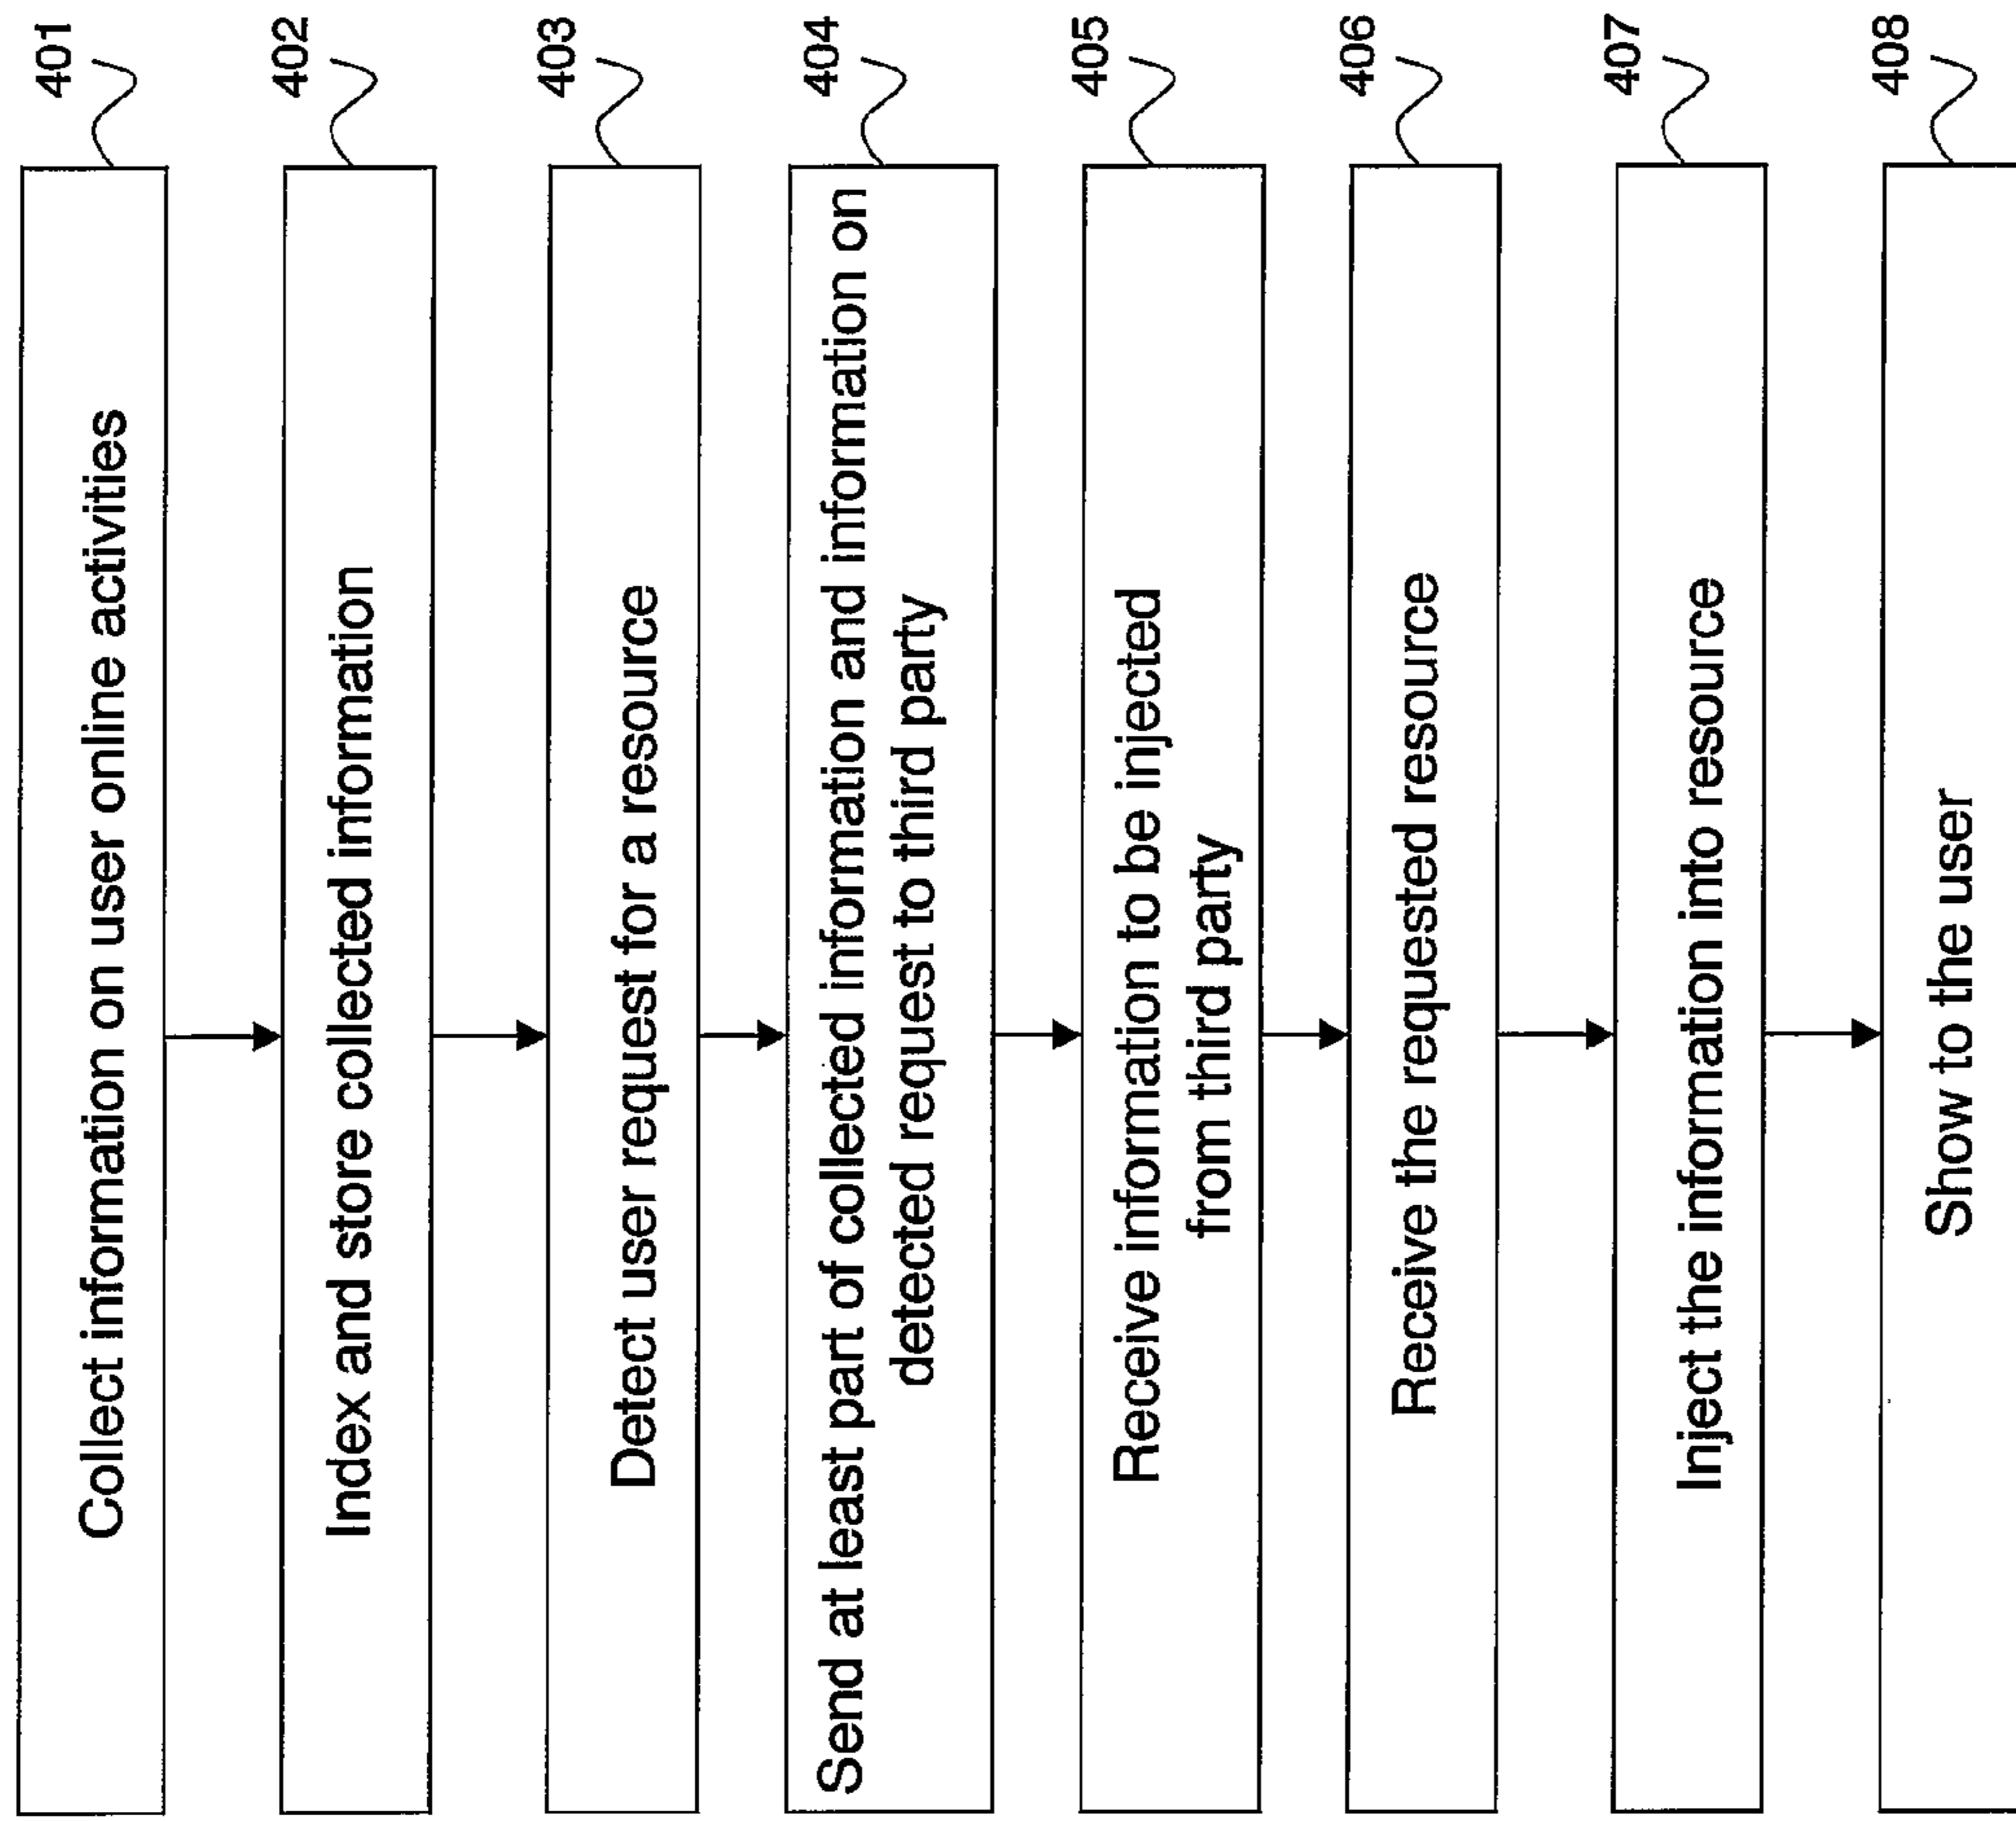 Collect information on user online activities
401
Index and store collected information
402
Detect user request for a resource
403
Send at least part of collected information and information on
detected request to third party
404
Receive information to be injected
from third party
405
Receive the requested resource
406
Inject the information into resource
407
Show to the user
408